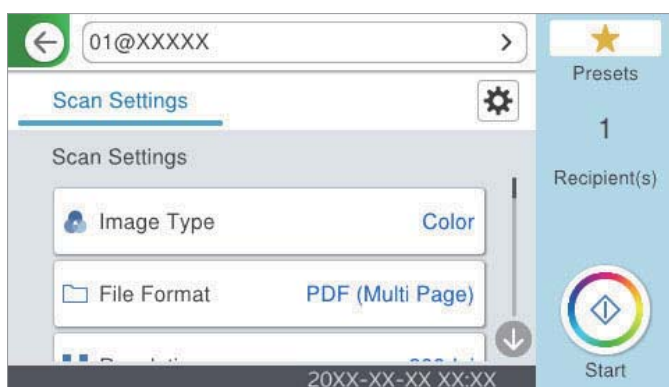 01@XXXXX
Presets
Scan Settings
1
Recipient(s)
Scan Settings
Image Type Color
File Format PDF (Multi Page)
Start
20XX-XX-XX XX:XX